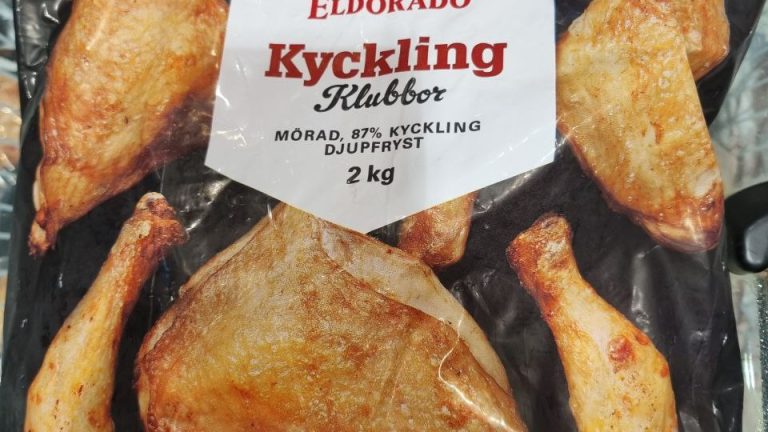 ELDORADO
Kyckling
Klubbor
MÖRAD, 87% KYCKLING
DJUPFRYST
2 kg